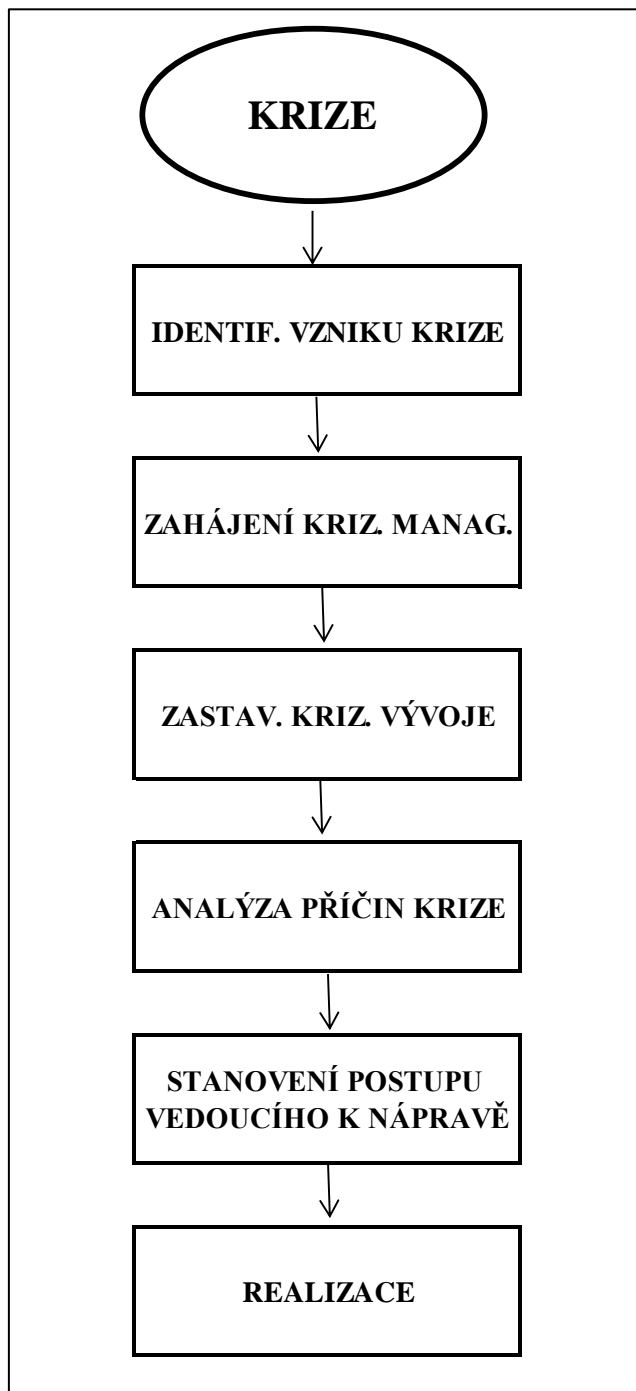 KRIZE
IDENTIF. VZNIKU KRIZE
ZAHÁJENÍ KRIZ. MANAG.
ZASTAV. KRIZ. VÝVOJE
ANALÝZA PŘÍČIN KRIZE
STANOVENÍ POSTUPU
VEDOUCÍHO K NÁPRAVĚ
REALIZACE